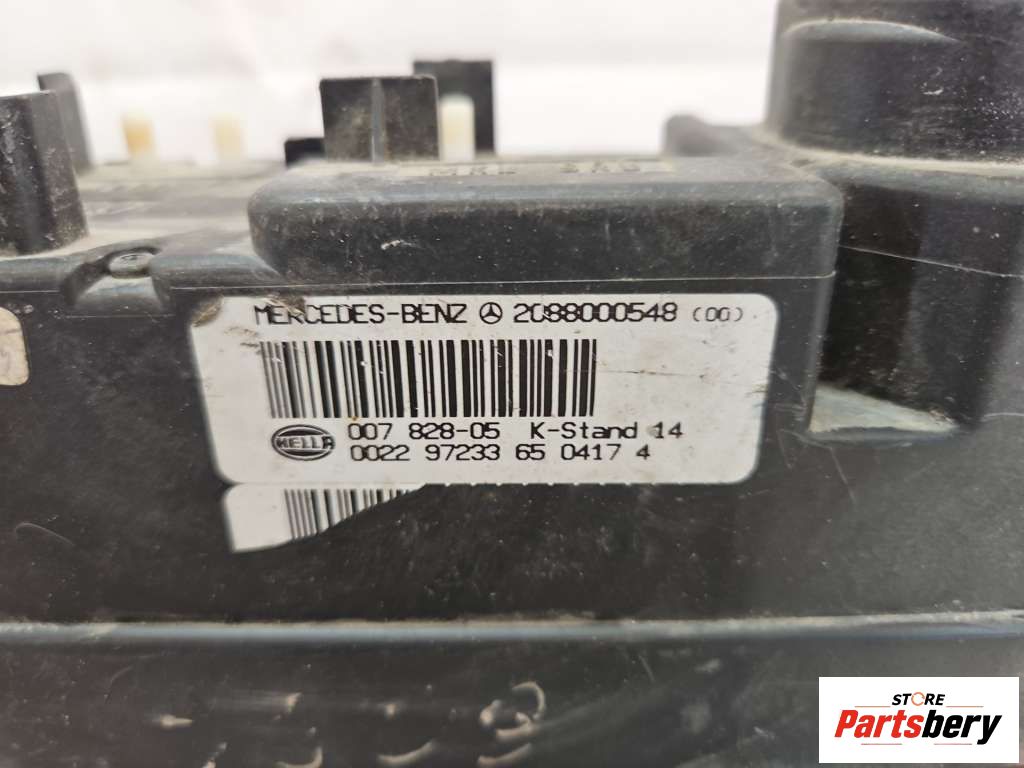 MERCEDES-BENZ 2088000548 (00)
007 828-05 K-Stand 14
HELLA
0022 97233 65 0417 4
STORE
Partsbery